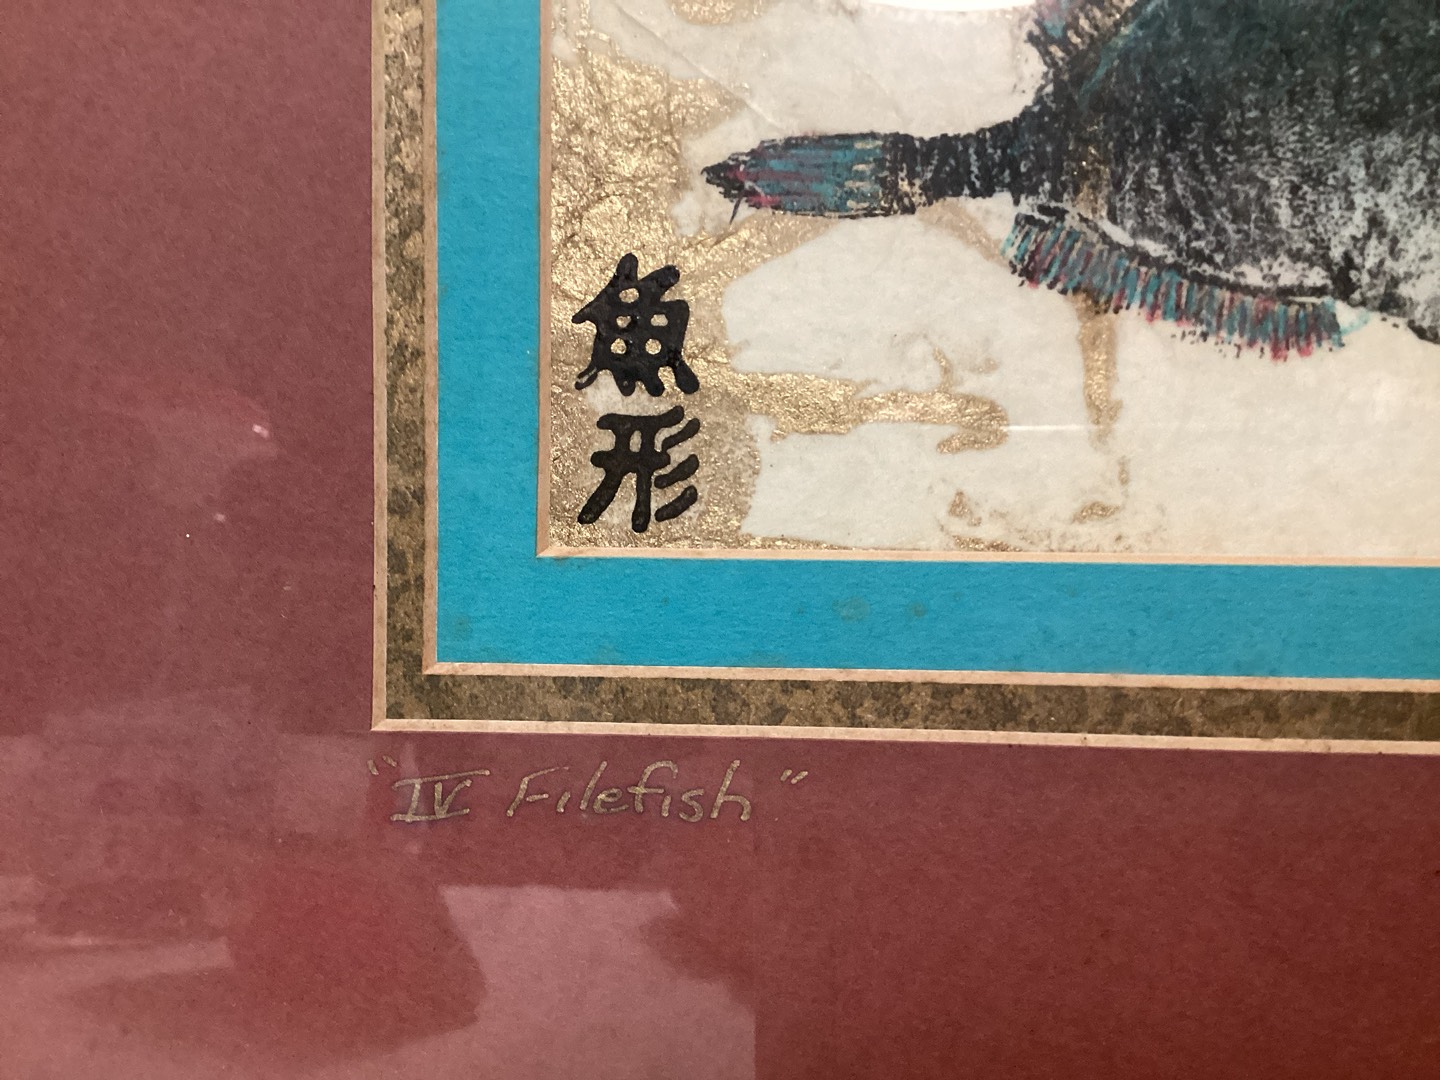 魚
形
"IV Filefish"